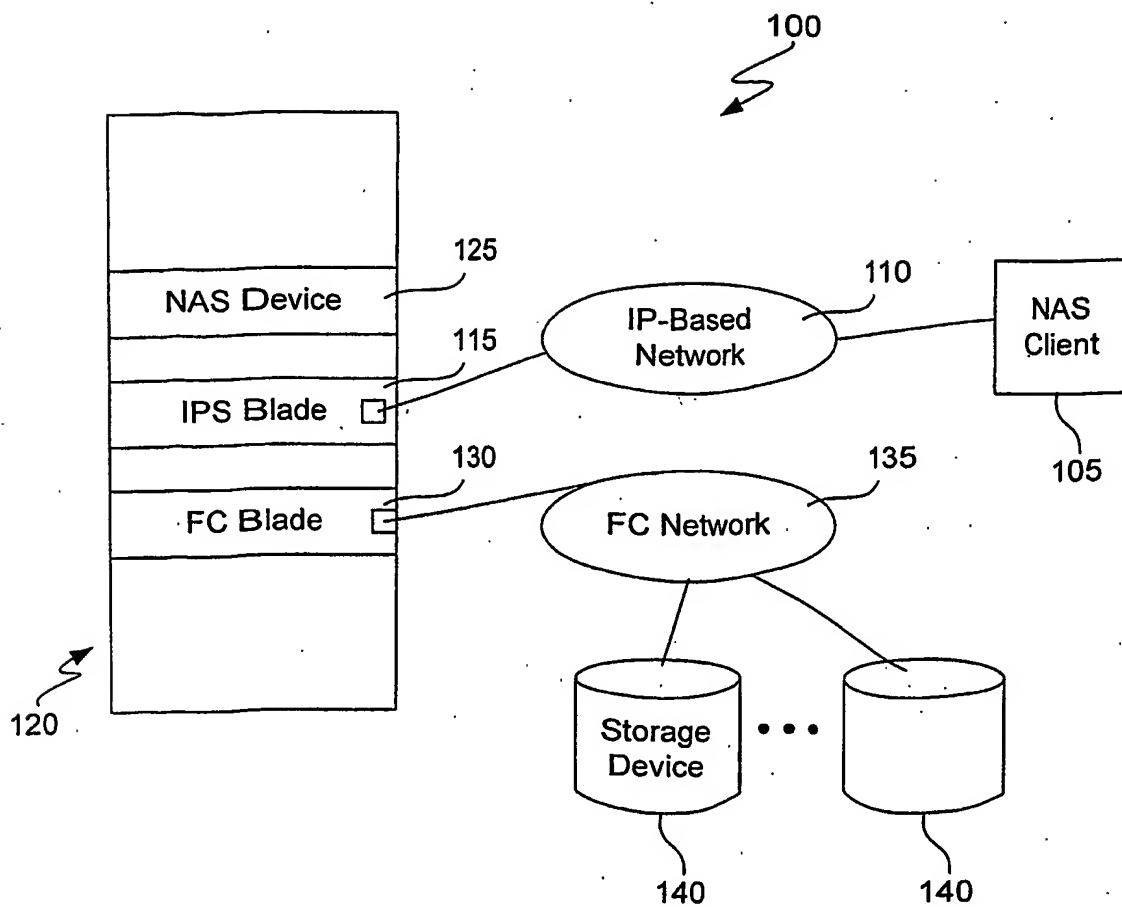 100
125
NAS Device
110
IP-Based
Network
NAS
Client
115
IPS Blade
105
130
135
FC Blade
FC Network
120
Storage
Device
140
140